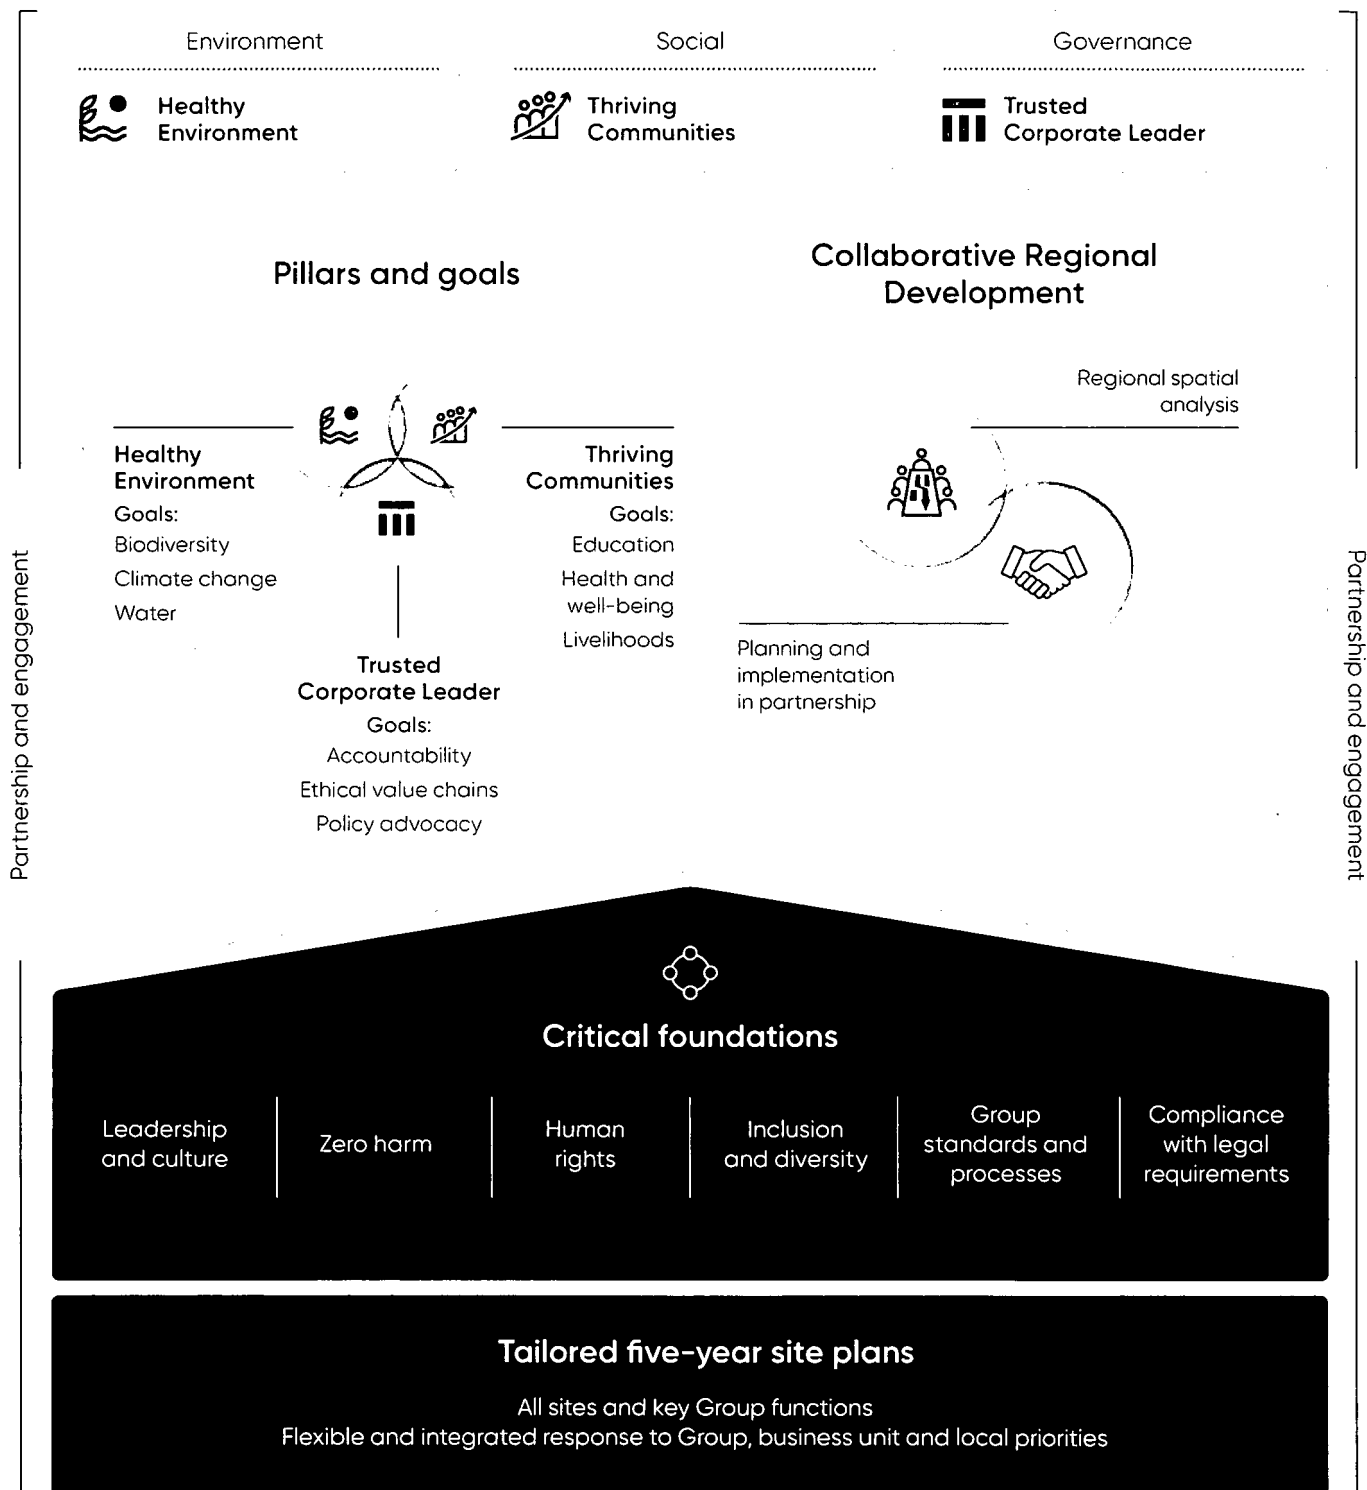 Environment
Social
Governance
Healthy
Environment
Thriving
Communities
Trusted
Corporate Leader
Pillars and goals
Collaborative Regional
Development
Healthy
Environment
Goals:
Biodiversity
Climate change
Water
Thriving
Communities
Goals:
Education
Health and
well-being
Livelihoods
Trusted
Corporate Leader
Goals:
Accountability
Ethical value chains
Policy advocacy
Regional spatial
analysis
Planning and
implementation
in partnership
Partnership and engagement
Partnership and engagement
Critical foundations
Leadership
and culture
Zero harm
Human
rights
Inclusion
and diversity
Group
standards and
processes
Compliance
with legal
requirements
Tailored five-year site plans
All sites and key Group functions
Flexible and integrated response to Group, business unit and local priorities